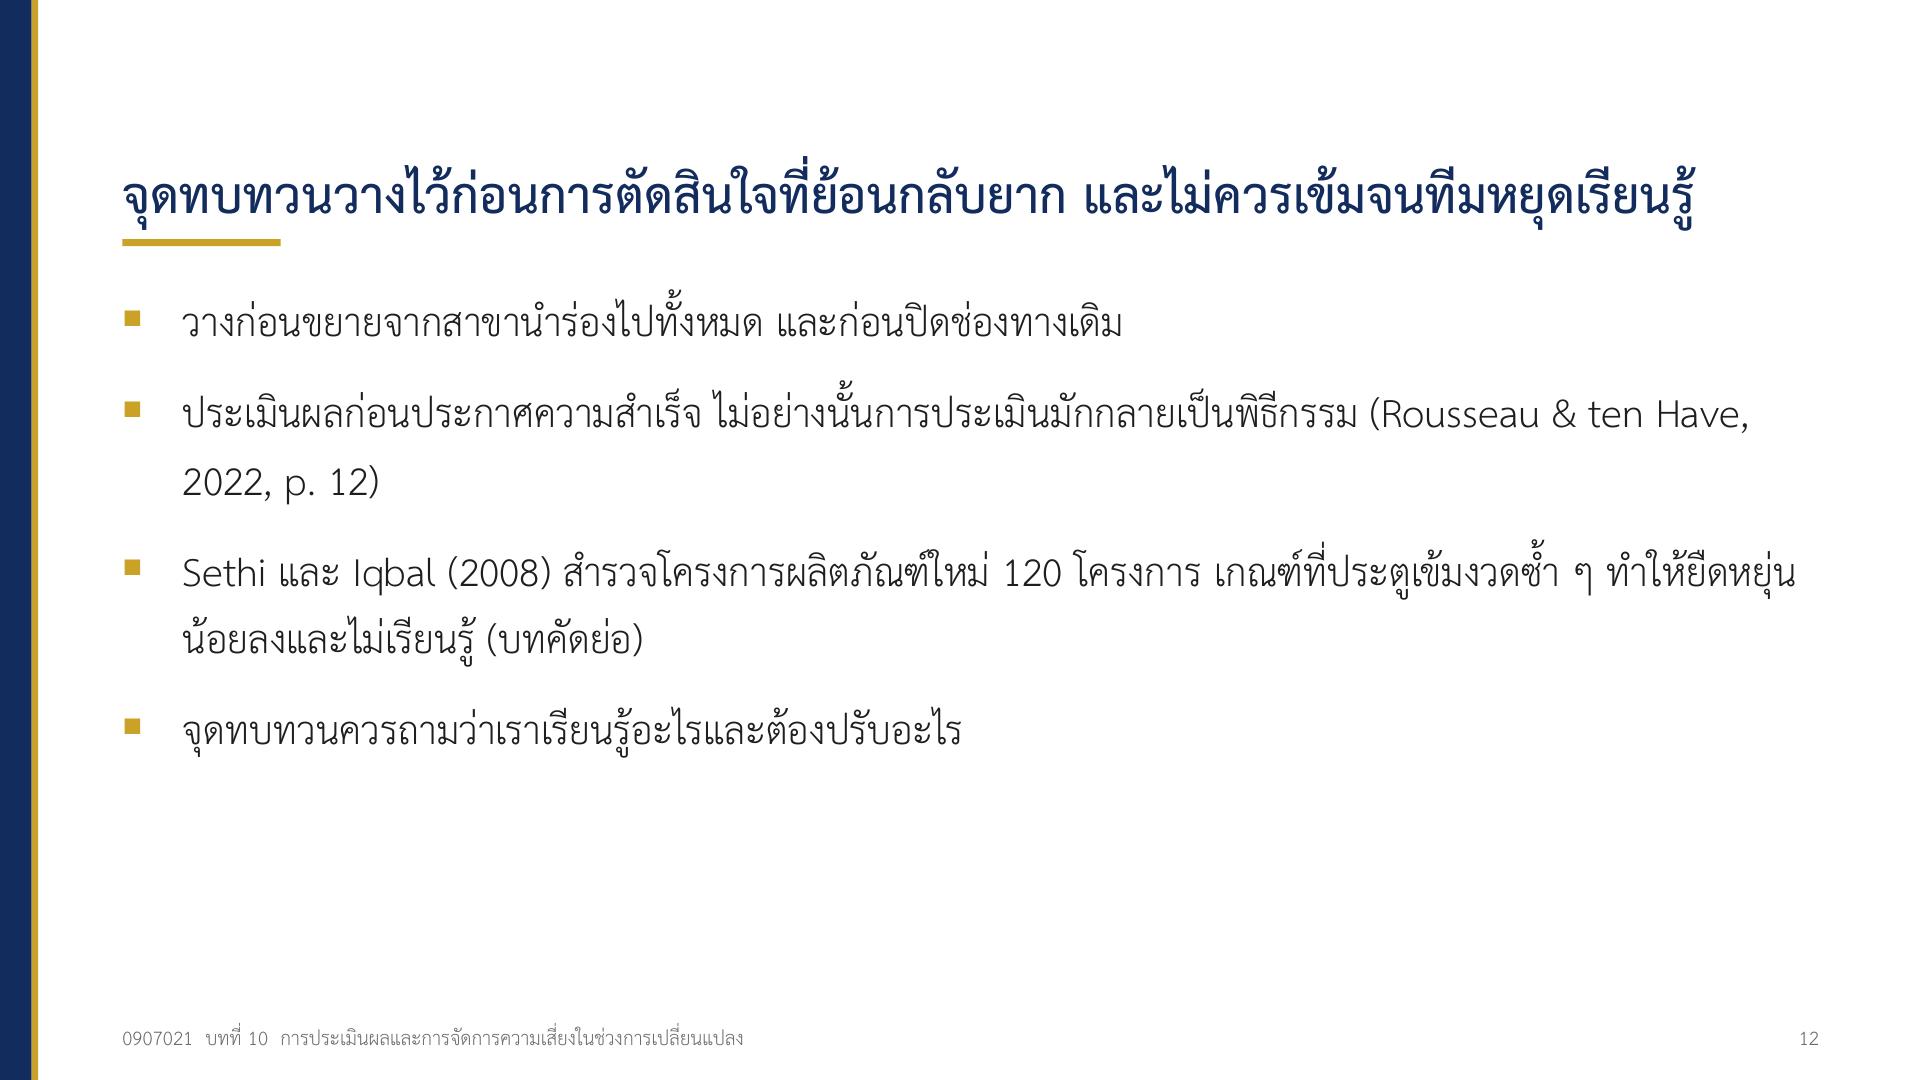 จุดทบทวนวางไว้ก่อนการตัดสินใจที่ย้อนกลับยาก และไม่ควรเข้มจนทีมหยุดเรียนรู้
วางก่อนขยายจากสาขานำร่องไปทั้งหมด และก่อนปิดช่องทางเดิม
ประเมินผลก่อนประกาศความสำเร็จ ไม่อย่างนั้นการประเมินมักกลายเป็นพิธีกรรม (Rousseau & ten Have,
2022, p. 12)
Sethi และ Iqbal (2008) สำรวจโครงการผลิตภัณฑ์ใหม่ 120 โครงการ เกณฑ์ที่ประตูเข้มงวดซ้ำ ๆ ทำให้ยืดหยุ่น
น้อยลงและไม่เรียนรู้ (บทคัดย่อ)
จุดทบทวนควรถามว่าเราเรียนรู้อะไรและต้องปรับอะไร
0907021 บทที่ 10 การประเมินผลและการจัดการความเสี่ยงในช่วงการเปลี่ยนแปลง
12